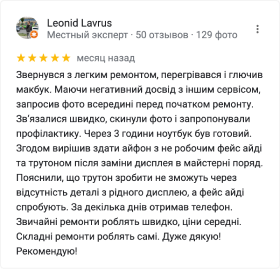 Leonid Lavrus
Местный эксперт · 50 отзывов · 129 фото
месяц назад
Звернувся з легким ремонтом, перегрівався і глючив
макбук. Маючи негативний досвід з іншим сервісом,
запросив фото всередині перед початком ремонту.
Зв’язалися швидко, скинули фото і запропонували
профілактику. Через 3 години ноутбук був готовий.
Згодом вирішив здати айфон з не робочим фейс айді
та трутоном після заміни дисплея в майстерні поряд.
Пояснили, що трутон зробити не зможуть через
відсутність деталі з рідного дисплею, а фейс айді
спробують. За декілька днів отримав телефон.
Звичайні ремонти роблять швидко, ціни середні.
Складні ремонти роблять самі. Дуже дякую!
Рекомендую!